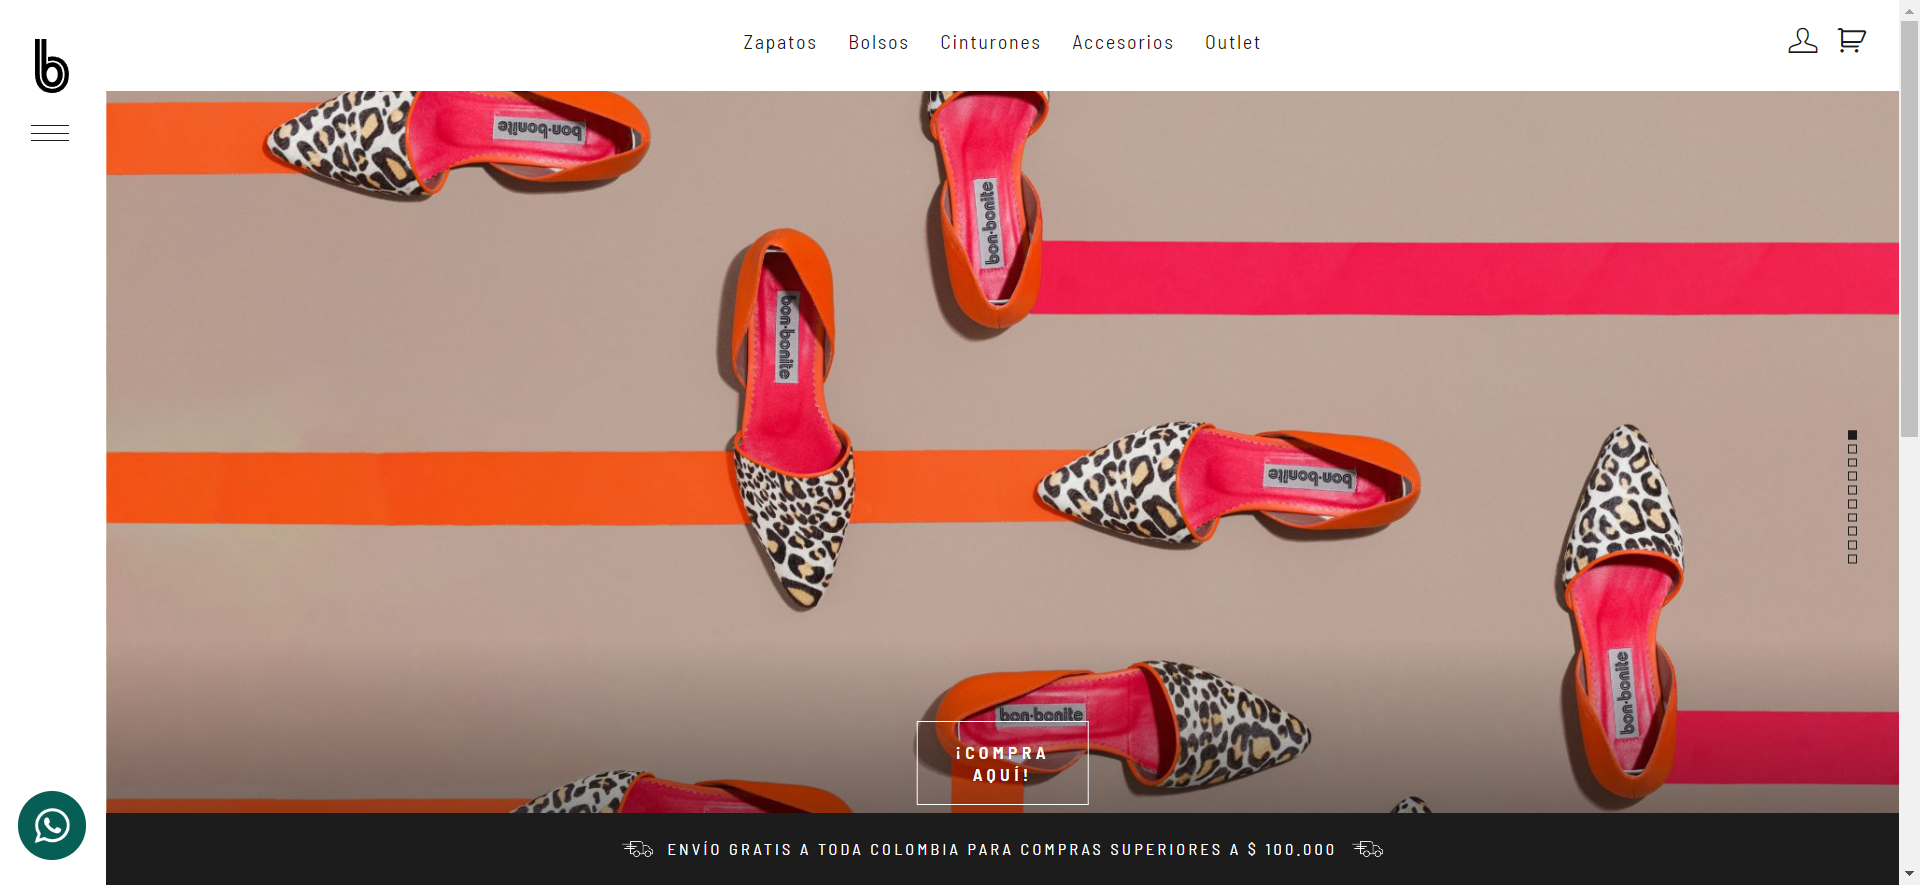 Zapatos Bolsos Cinturones Accesorios Outlet
b
bon-bonite
bon-bonite
bon-bonite
bon-bonite
bon-bonite
bon-bonite
¡COMPRA
AQUÍ!
ENVÍO GRATIS A TODA COLOMBIA PARA COMPRAS SUPERIORES A $ 100.000